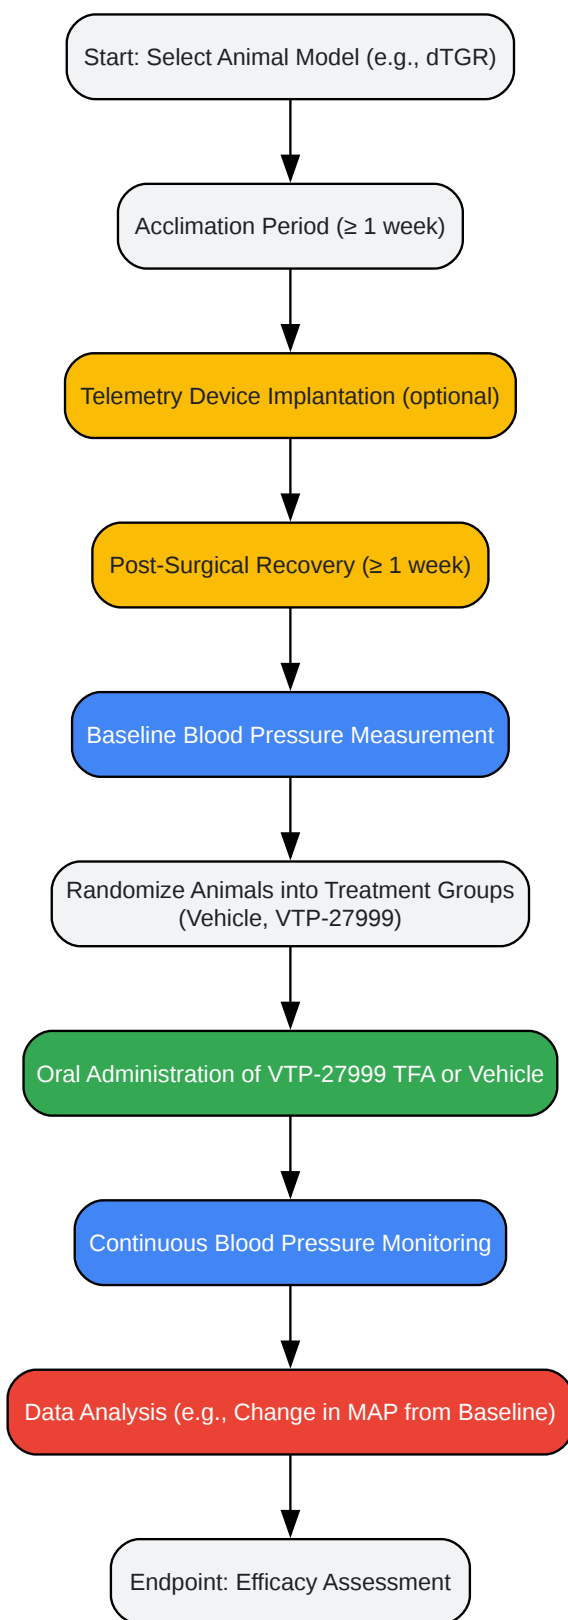 Start: Select Animal Model (e.g., dTGR)
Acclimation Period (≥ 1 week)
Telemetry Device Implantation (optional)
Post-Surgical Recovery (≥ 1 week)
Baseline Blood Pressure Measurement
Randomize Animals into Treatment Groups
(Vehicle, VTP-27999)
Oral Administration of VTP-27999 TFA or Vehicle
Continuous Blood Pressure Monitoring
Data Analysis (e.g., Change in MAP from Baseline)
Endpoint: Efficacy Assessment